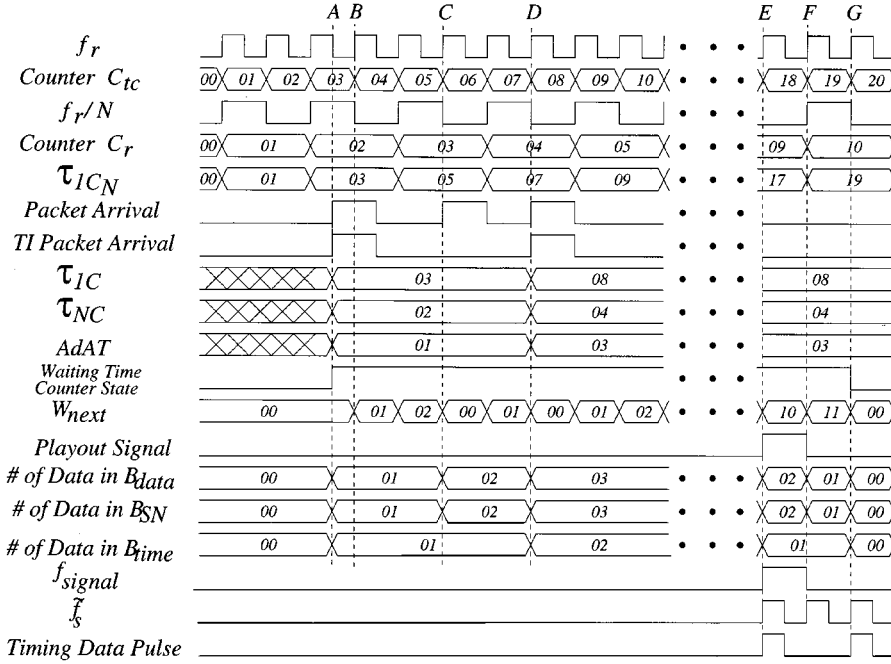 A B C D E F G
f_r
Counter C_tc 00 01 02 03 04 05 06 07 08 09 10 18 19 20
f_r/N
Counter C_r 00 01 02 03 04 05 09 10
τ_1C_N 00 01 03 05 07 09 17 19
Packet Arrival
TI Packet Arrival
τ_1C 03 08 08
τ_NC 02 04 04
AdAT 01 03 03
Waiting Time
Counter State
W_next 00 01 02 00 01 00 01 02 10 11 00
Playout Signal
# of Data in B_data 00 01 02 03 02 01 00
# of Data in B_SN 00 01 02 03 02 01 00
# of Data in B_time 00 01 02 01 00
f_signal
f̃_s
Timing Data Pulse